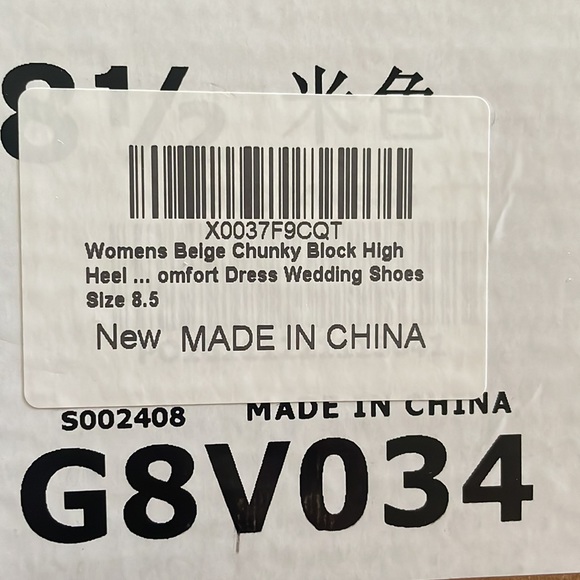 8½ 米色
X0037F9CQT
Womens Beige Chunky Block High
Heel ... omfort Dress Wedding Shoes
Size 8.5
New MADE IN CHINA
S002408 MADE IN CHINA
G8V034